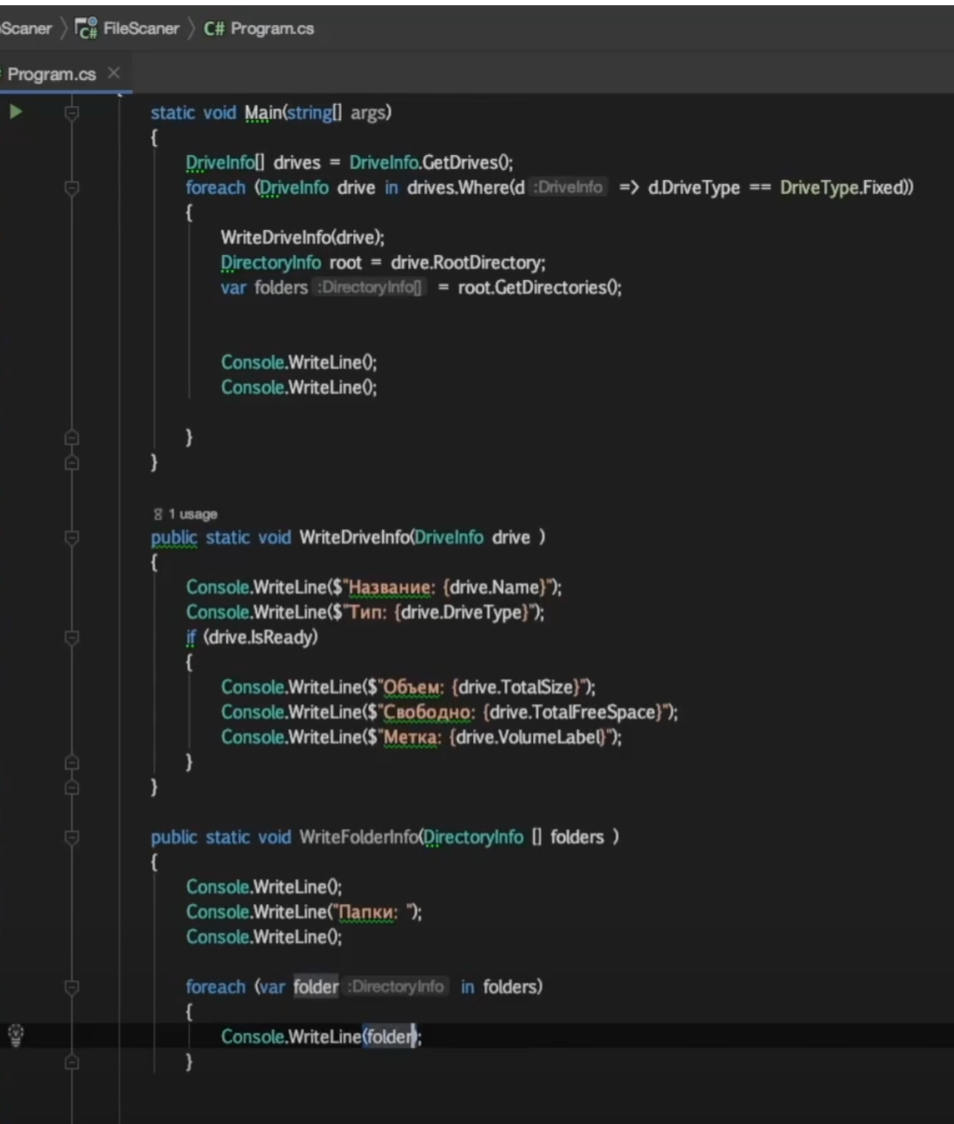 Scaner > FileScaner > C# Program.cs
Program.cs ×
static void Main(string[] args)
{
DriveInfo[] drives = DriveInfo.GetDrives();
foreach (DriveInfo drive in drives.Where(d :DriveInfo => d.DriveType == DriveType.Fixed))
{
WriteDriveInfo(drive);
DirectoryInfo root = drive.RootDirectory;
var folders :DirectoryInfo[] = root.GetDirectories();
Console.WriteLine();
Console.WriteLine();
}
}
1 usage
public static void WriteDriveInfo(DriveInfo drive )
{
Console.WriteLine($"Название: {drive.Name}");
Console.WriteLine($"Тип: {drive.DriveType}");
if (drive.IsReady)
{
Console.WriteLine($"Объем: {drive.TotalSize}");
Console.WriteLine($"Свободно: {drive.TotalFreeSpace}");
Console.WriteLine($"Метка: {drive.VolumeLabel}");
}
}
public static void WriteFolderInfo(DirectoryInfo [] folders )
{
Console.WriteLine();
Console.WriteLine("Папки: ");
Console.WriteLine();
foreach (var folder :DirectoryInfo in folders)
{
Console.WriteLine(folder);
}